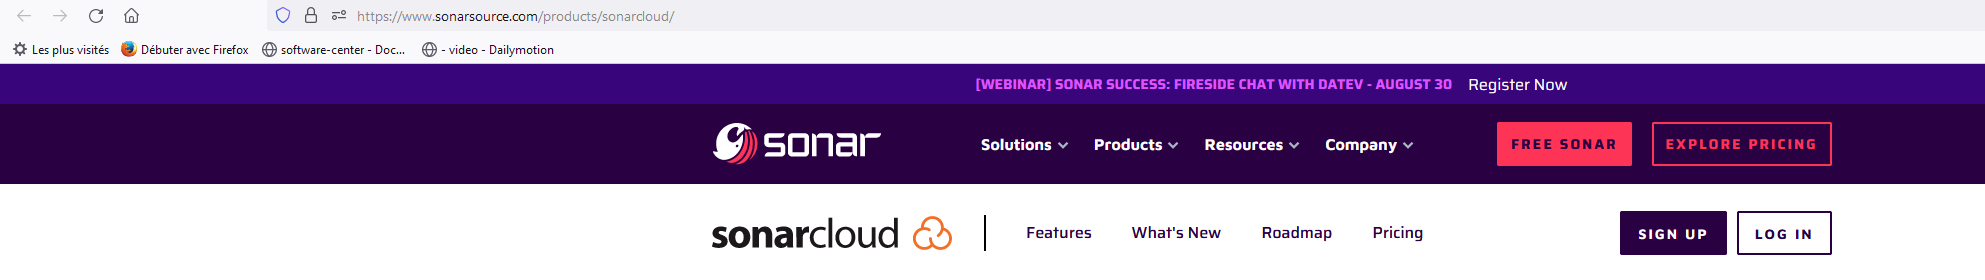 https://www.sonarsource.com/products/sonarcloud/
Les plus visités Débuter avec Firefox software-center - Doc... - video - Dailymotion
[WEBINAR] SONAR SUCCESS: FIRESIDE CHAT WITH DATEV - AUGUST 30 Register Now
sonar Solutions Products Resources Company FREE SONAR EXPLORE PRICING
sonarcloud Features What's New Roadmap Pricing SIGN UP LOG IN